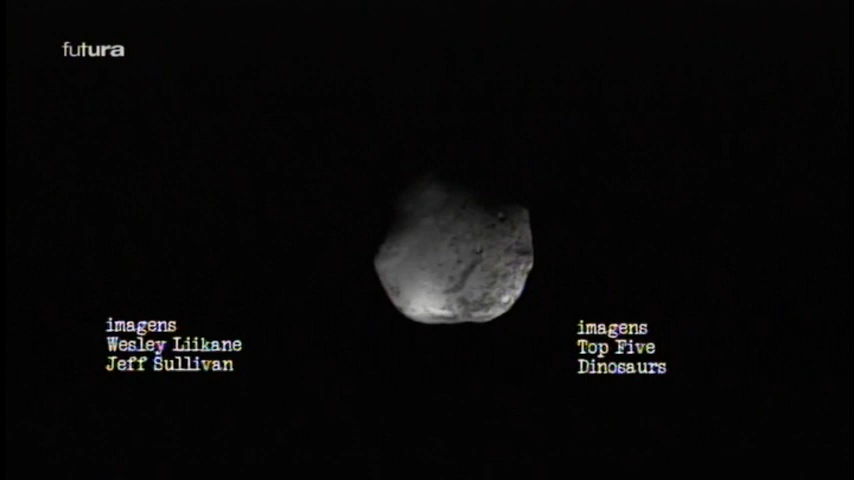 futura
imagens
Wesley Liikane
Jeff Sullivan
imagens
Top Five
Dinosaurs